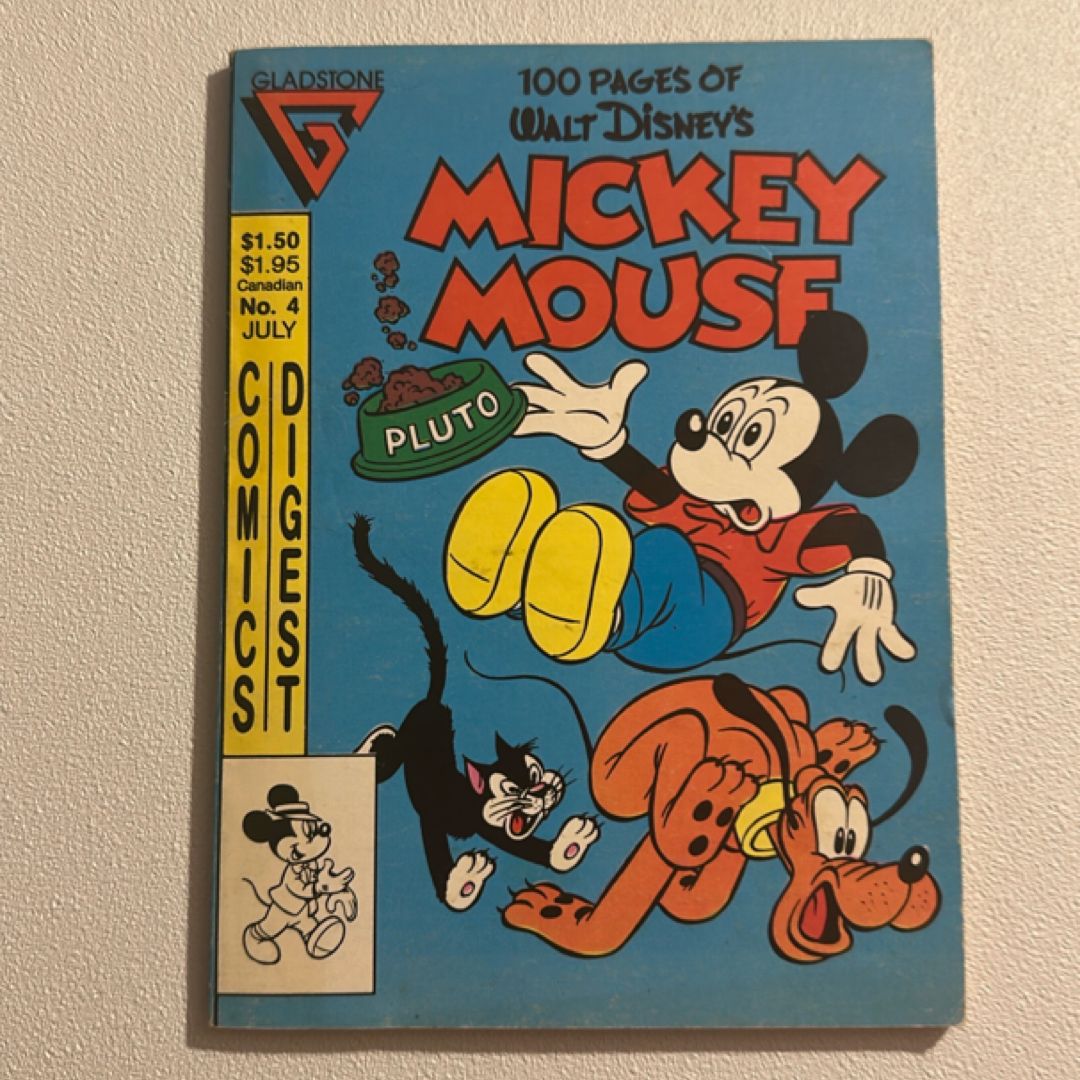 GLADSTONE
G
100 PAGES OF
WALT DISNEY'S
MICKEY
MOUSE
$1.50
$1.95
Canadian
No. 4
JULY
COMICS
DIGEST
PLUTO